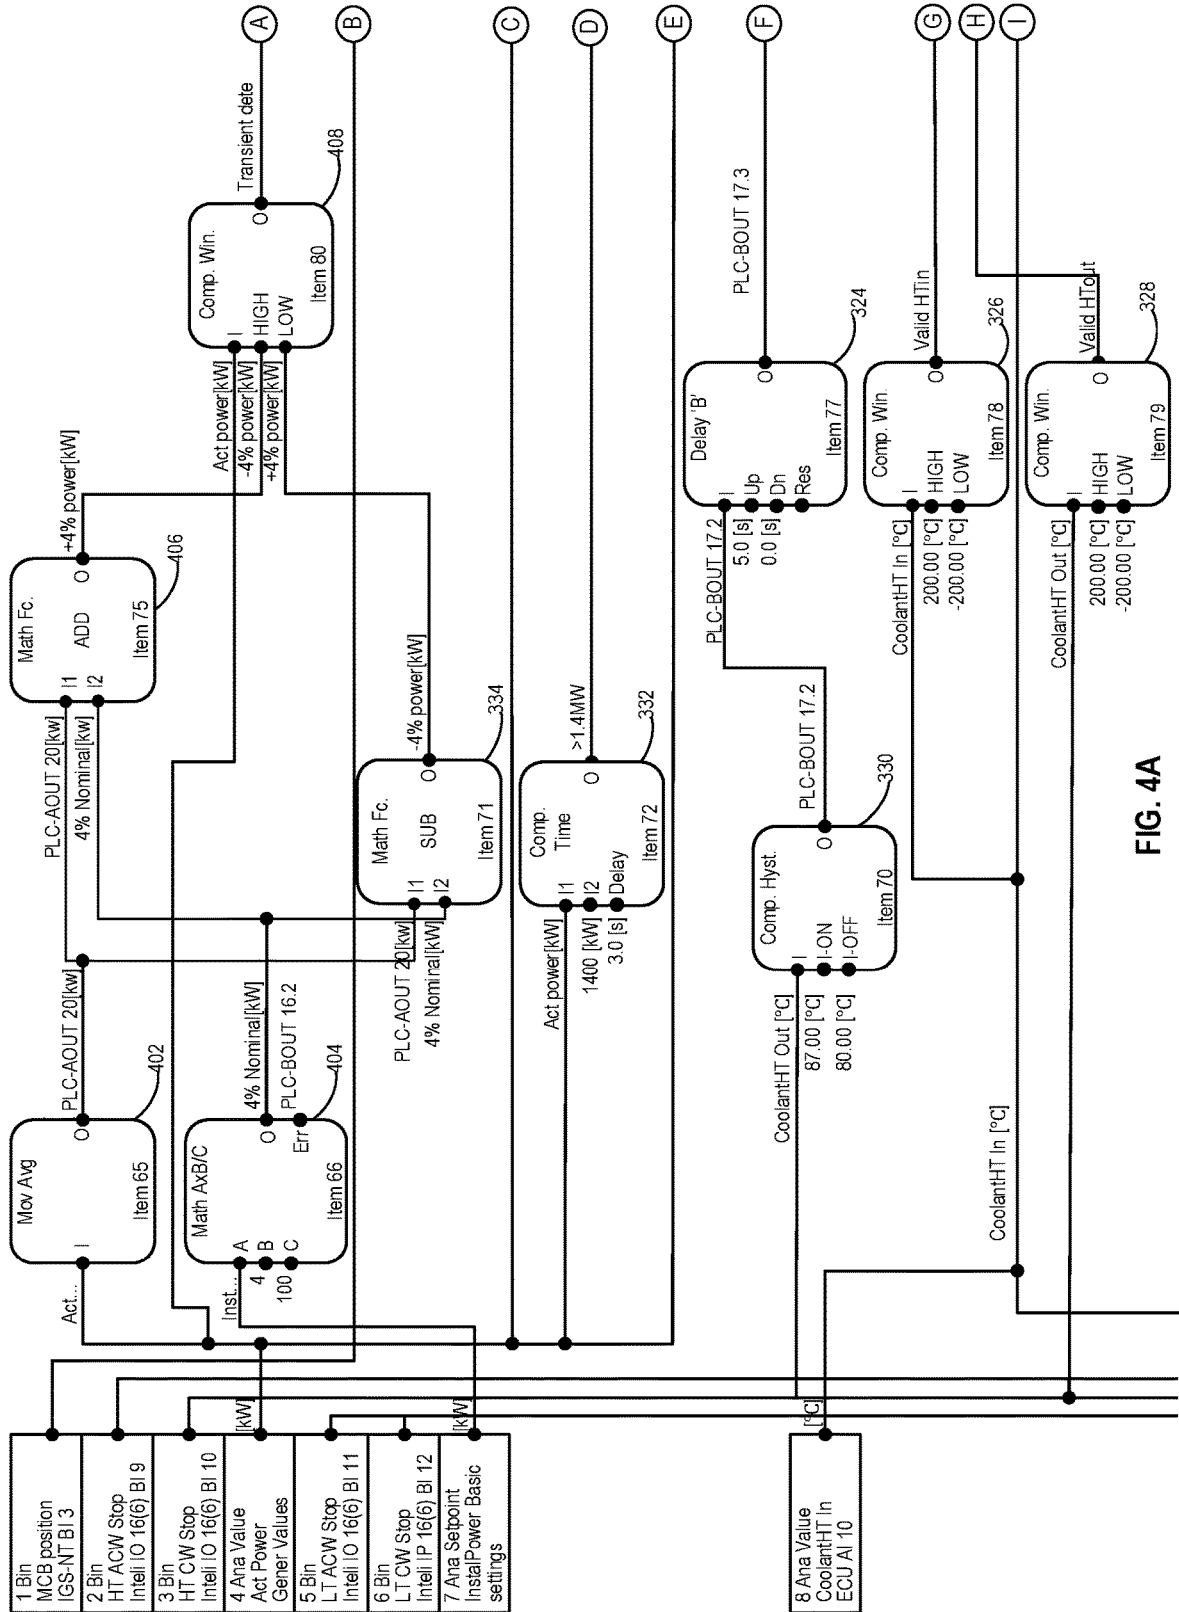 1 Bin
MCB position
IGS-NT BI 3
2 Bin
HT ACW Stop
Inteli IO 16(6) BI 9
3 Bin
HT CW Stop
Inteli IO 16(6) BI 10
4 Ana Value
Act Power
Gener Values
5 Bin
LT ACW Stop
Inteli IO 16(6) BI 11
6 Bin
LT CW Stop
Inteli IP 16(6) BI 12
7 Ana Setpoint
InstalPower Basic
settings
8 Ana Value
CoolantHT In
ECU AI 10
[kW]
[kW]
[°C]
Act...
Mov Avg
I
O
Item 65
402
PLC-AOUT 20[kw]
Inst...
4
100
Math AxB/C
A
B
C
O
Err
Item 66
404
4% Nominal[kW]
PLC-BOUT 16.2
PLC-AOUT 20[kw]
4% Nominal[kW]
Math Fc.
I1
I2
ADD
O
Item 75
406
+4% power[kW]
PLC-AOUT 20[kw]
4% Nominal[kW]
Math Fc.
I1
I2
SUB
O
Item 71
334
-4% power[kW]
Act power[kW]
-4% power[kW]
+4% power[kW]
Comp. Win.
I
HIGH
LOW
O
Item 80
408
Transient dete
Act power[kW]
1400 [kW]
3.0 [s]
Comp.
Time
I1
I2
Delay
O
Item 72
332
>1.4MW
CoolantHT Out [°C]
87.00 [°C]
80.00 [°C]
Comp. Hyst.
I
I-ON
I-OFF
O
Item 70
330
PLC-BOUT 17.2
PLC-BOUT 17.2
5.0 [s]
0.0 [s]
Delay 'B'
I
Up
Dn
Res
O
Item 77
324
PLC-BOUT 17.3
CoolantHT In [°C]
CoolantHT In [°C]
200.00 [°C]
-200.00 [°C]
Comp. Win.
I
HIGH
LOW
O
Item 78
326
Valid HTin
CoolantHT Out [°C]
200.00 [°C]
-200.00 [°C]
Comp. Win.
I
HIGH
LOW
O
Item 79
328
Valid HTout
A
B
C
D
E
F
G
H
I
FIG. 4A